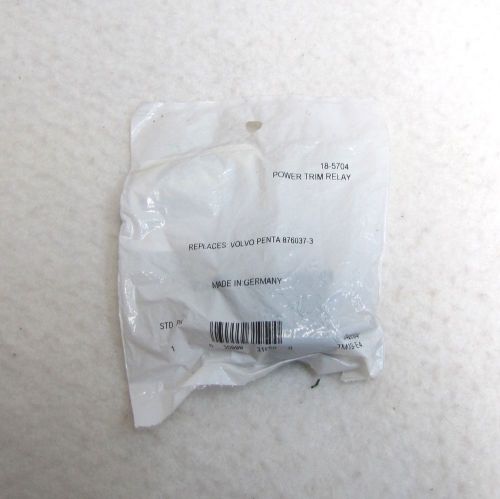 18-5704
POWER TRIM RELAY
REPLACES: VOLVO PENTA 876037-3
MADE IN GERMANY
STD.
1